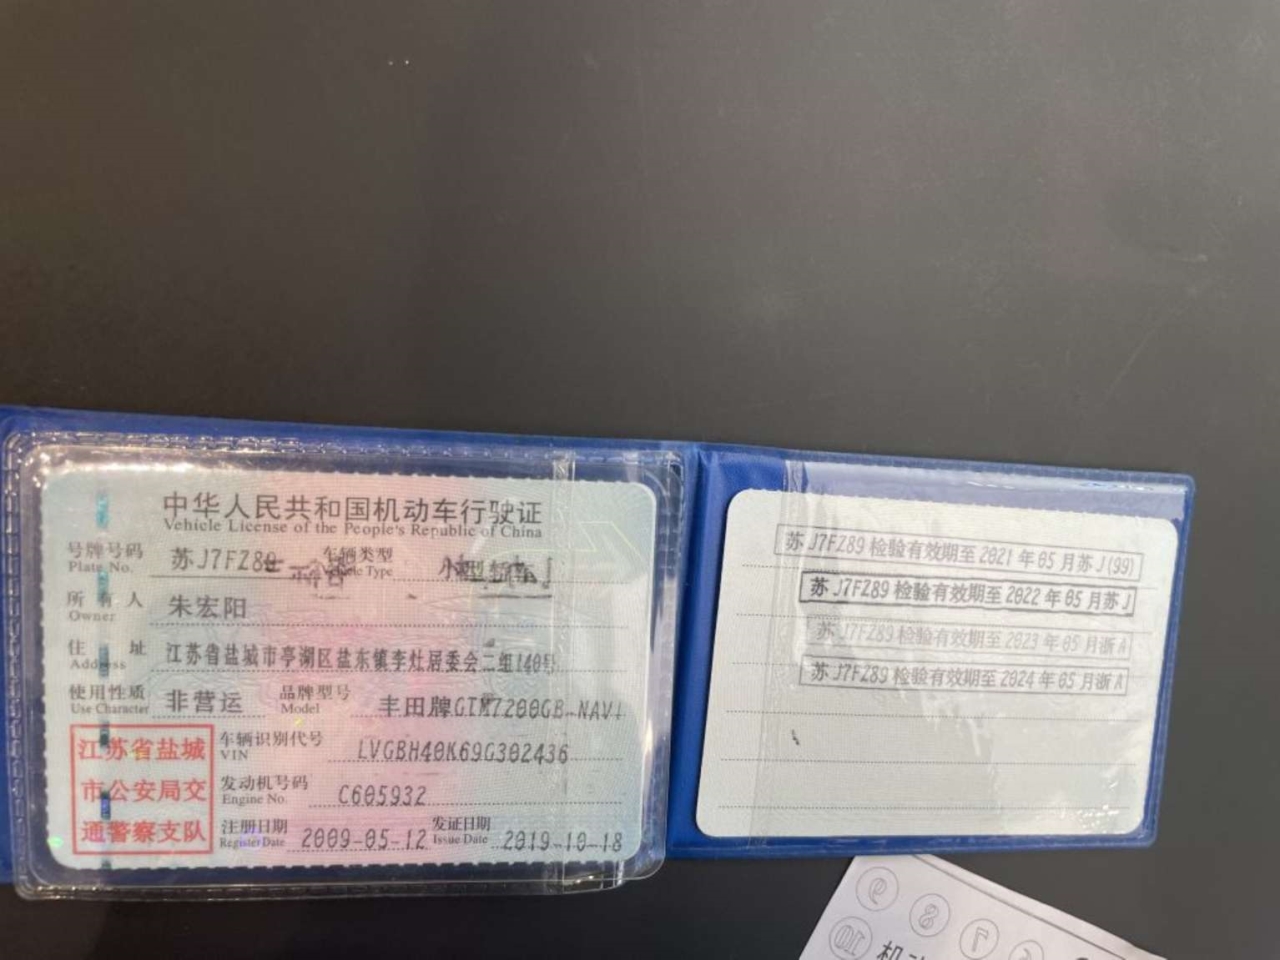 中华人民共和国机动车行驶证
Vehicle License of the People's Republic of China
号牌号码 苏J7FZ89 车辆类型 小型轿车
Plate No. Vehicle Type
所有人 朱宏阳
Owner
住址 江苏省盐城市亭湖区盐东镇李灶居委会二组140号
Address
使用性质 非营运 品牌型号 丰田牌GTM7200GB-NAVI
Use Character Model
江苏省盐城市公安局交通警察支队
车辆识别代号 LVGBH40K69G302436
VIN
发动机号码 C605932
Engine No.
注册日期 2009-05-12 发证日期 2019-10-18
Register Date Issue Date
苏J7FZ89检验有效期至2021年05月苏J(99)
苏J7FZ89检验有效期至2022年05月苏J
苏J7FZ89检验有效期至2023年05月浙A
苏J7FZ89检验有效期至2024年05月浙A
9 8 7
10 机动